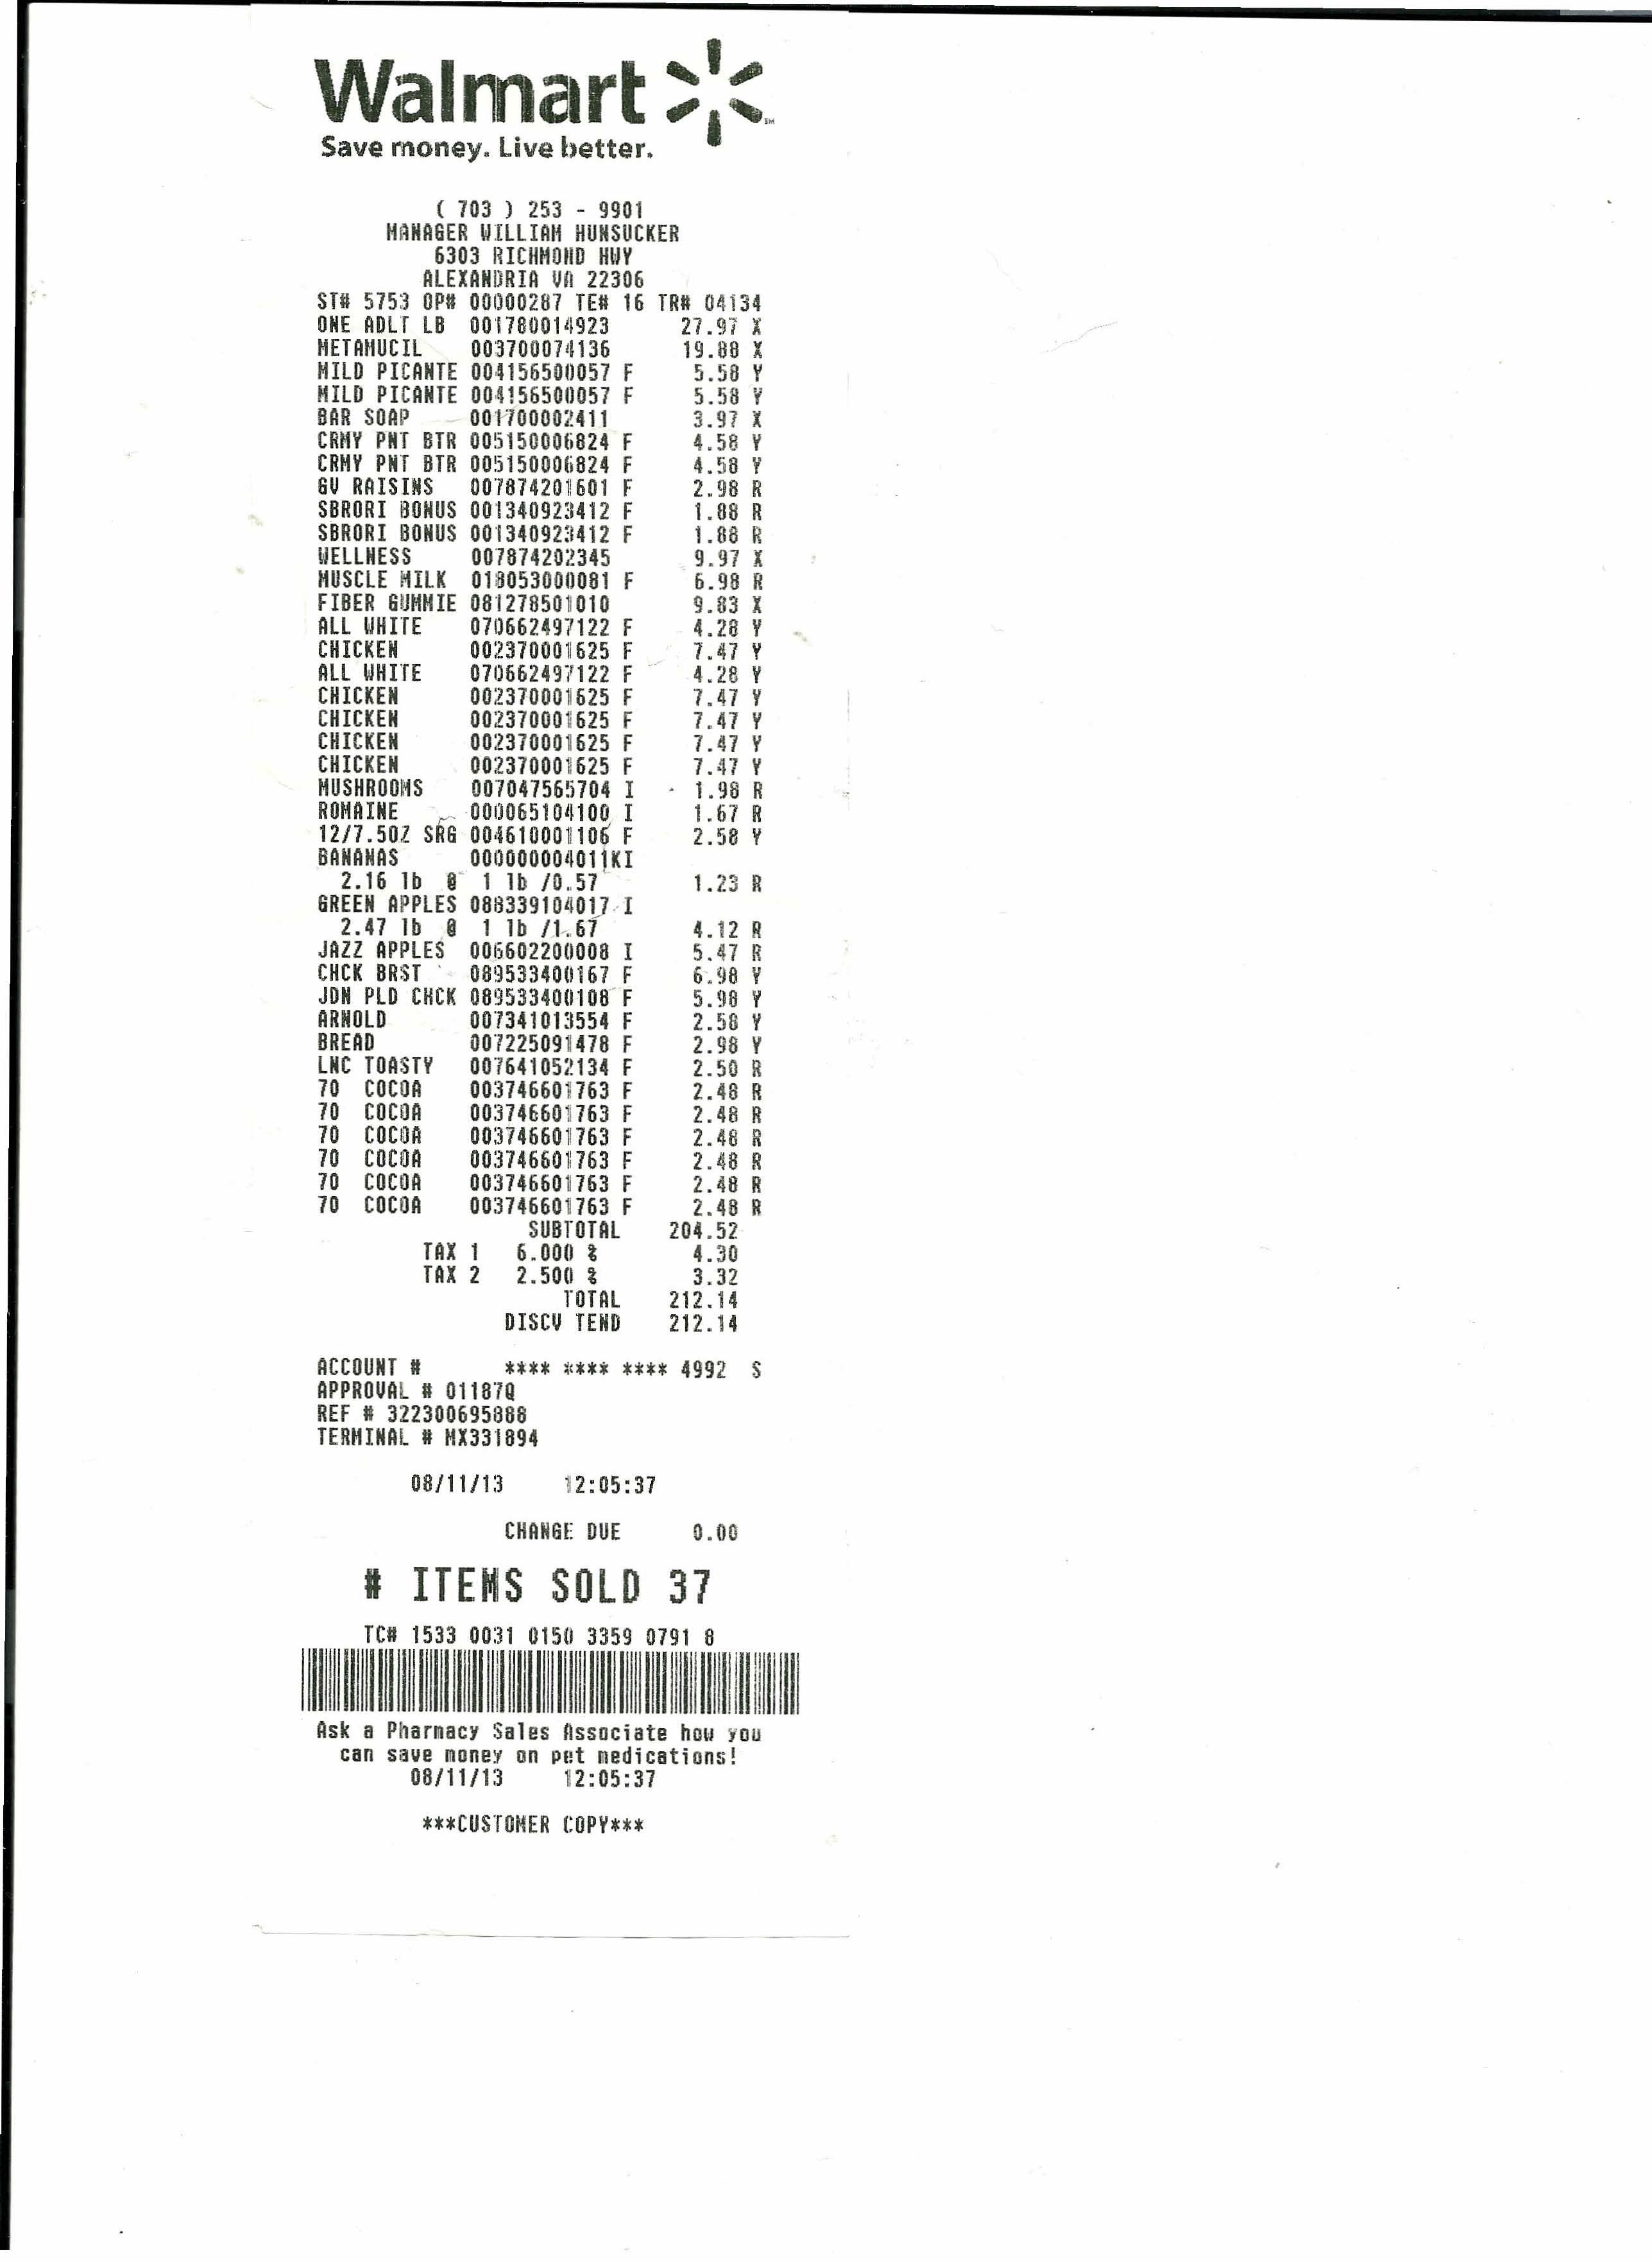 Walmart
Save money. Live better.
( 703 ) 253 - 9901
MANAGER WILLIAM HUNSUCKER
6303 RICHMOND HWY
ALEXANDRIA VA 22306
ST# 5753 OP# 00000287 TE# 16 TR# 04134
ONE ADLT LB 001780014923 27.97 X
METAMUCIL 003700074136 19.88 X
MILD PICANTE 004156500057 F 5.58 Y
MILD PICANTE 004156500057 F 5.58 Y
BAR SOAP 001700002411 3.97 X
CRMY PNT BTR 005150006824 F 4.58 Y
CRMY PNT BTR 005150006824 F 4.58 Y
GV RAISINS 007874201601 F 2.98 R
SBRORI BONUS 001340923412 F 1.88 R
SBRORI BONUS 001340923412 F 1.88 R
WELLNESS 007874202345 9.97 X
MUSCLE MILK 018053000081 F 6.98 R
FIBER GUMMIE 081278501010 9.83 X
ALL WHITE 070662497122 F 4.28 Y
CHICKEN 002370001625 F 7.47 Y
ALL WHITE 070662497122 F 4.28 Y
CHICKEN 002370001625 F 7.47 Y
CHICKEN 002370001625 F 7.47 Y
CHICKEN 002370001625 F 7.47 Y
CHICKEN 002370001625 F 7.47 Y
MUSHROOMS 007047565704 I 1.98 R
ROMAINE 000065104100 I 1.67 R
12/7.5OZ SRG 004610001106 F 2.58 Y
BANANAS 000000004011KI
2.16 lb @ 1 lb /0.57 1.23 R
GREEN APPLES 088339104017 I
2.47 lb @ 1 lb /1.67 4.12 R
JAZZ APPLES 006602200008 I 5.47 R
CHCK BRST 089533400167 F 6.98 Y
JDN PLD CHCK 089533400108 F 5.98 Y
ARNOLD 007341013554 F 2.58 Y
BREAD 007225091478 F 2.98 Y
LNC TOASTY 007641052134 F 2.50 R
70 COCOA 003746601763 F 2.48 R
70 COCOA 003746601763 F 2.48 R
70 COCOA 003746601763 F 2.48 R
70 COCOA 003746601763 F 2.48 R
70 COCOA 003746601763 F 2.48 R
70 COCOA 003746601763 F 2.48 R
SUBTOTAL 204.52
TAX 1 6.000 % 4.30
TAX 2 2.500 % 3.32
TOTAL 212.14
DISCV TEND 212.14
ACCOUNT # **** **** **** 4992 S
APPROVAL # 01187Q
REF # 322300695888
TERMINAL # MX331894
08/11/13 12:05:37
CHANGE DUE 0.00
# ITEMS SOLD 37
TC# 1533 0031 0150 3359 0791 8
Ask a Pharmacy Sales Associate how you
can save money on pet medications!
08/11/13 12:05:37
***CUSTOMER COPY***